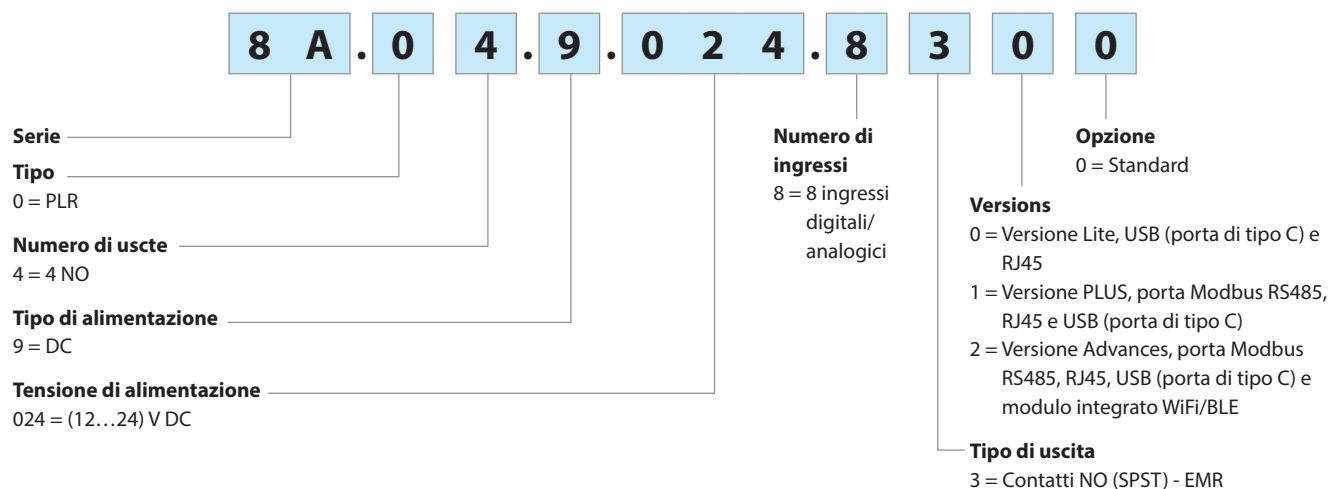 8 A . 0 4 . 9 . 0 2 4 . 8 3 0 0
Serie
Tipo
0 = PLR
Numero di uscte
4 = 4 NO
Tipo di alimentazione
9 = DC
Tensione di alimentazione
024 = (12…24) V DC
Numero di
ingressi
8 = 8 ingressi
digitali/
analogici
Opzione
0 = Standard
Versions
0 = Versione Lite, USB (porta di tipo C) e
RJ45
1 = Versione PLUS, porta Modbus RS485,
RJ45 e USB (porta di tipo C)
2 = Versione Advances, porta Modbus
RS485, RJ45, USB (porta di tipo C) e
modulo integrato WiFi/BLE
Tipo di uscita
3 = Contatti NO (SPST) - EMR